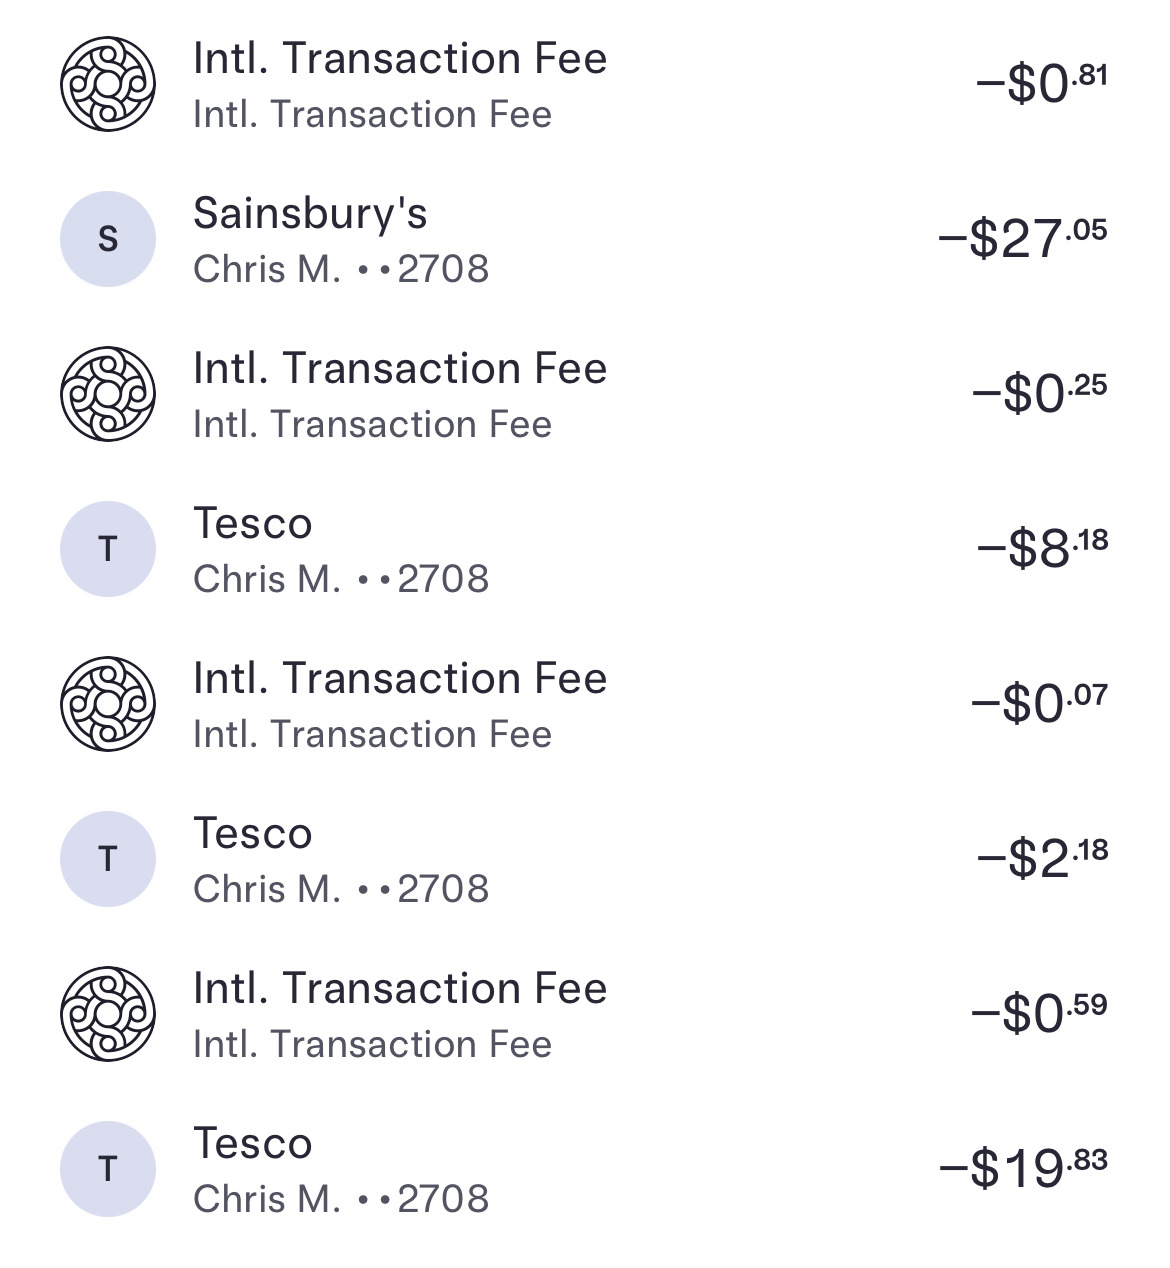 Intl. Transaction Fee
−$0.81
Intl. Transaction Fee
S
Sainsbury's
−$27.05
Chris M. ••2708
Intl. Transaction Fee
−$0.25
Intl. Transaction Fee
T
Tesco
−$8.18
Chris M. ••2708
Intl. Transaction Fee
−$0.07
Intl. Transaction Fee
T
Tesco
−$2.18
Chris M. ••2708
Intl. Transaction Fee
−$0.59
Intl. Transaction Fee
T
Tesco
−$19.83
Chris M. ••2708